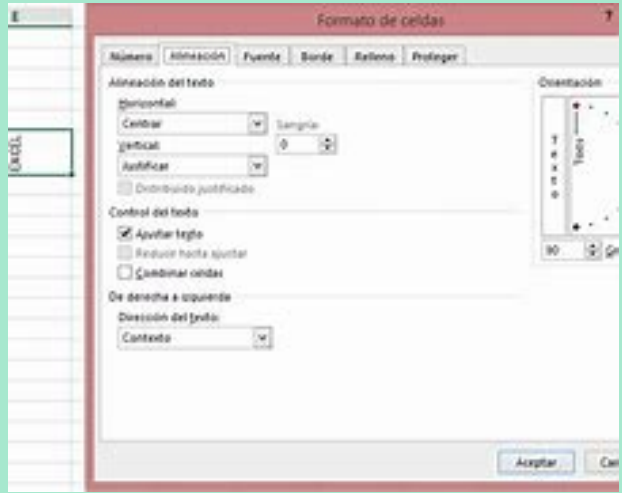 E
Formato de celdas
?
Número Alineación Fuente Borde Relleno Proteger
Alineación del texto
Orientación
Horizontal:
Centrar
Sangría:
Vertical:
0
Justificar
Distribuido justificado
Texto
Texto
EXCEL
Control del texto
Ajustar texto
Reducir hasta ajustar
90
Combinar celdas
De derecha a izquierda
Dirección del texto:
Contexto
Aceptar